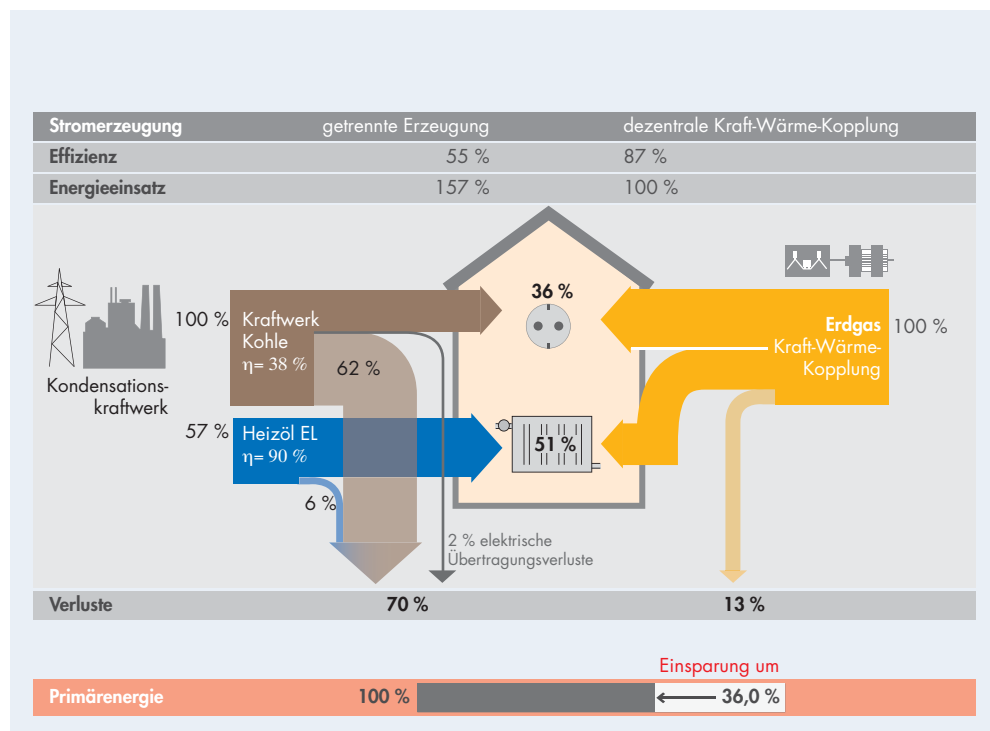 Stromerzeugung getrennte Erzeugung dezentrale Kraft-Wärme-Kopplung
Effizienz 55 % 87 %
Energieeinsatz 157 % 100 %
36 %
100 % Kraftwerk
Kohle
η= 38 %
Erdgas 100 %
Kraft-Wärme-
Kopplung
62 %
Kondensations-
kraftwerk
57 % Heizöl EL
η= 90 %
51 %
6 %
2 % elektrische
Übertragungsverluste
Verluste 70 % 13 %
Einsparung um
Primärenergie 100 % 36,0 %